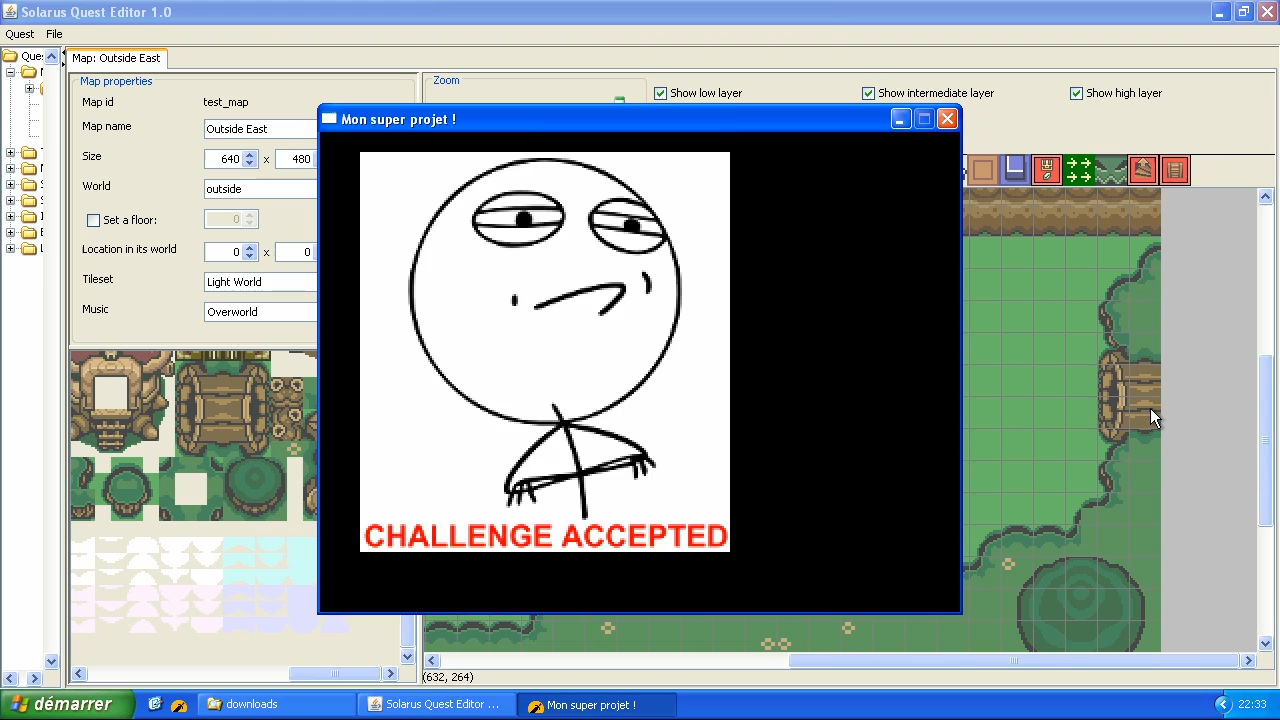 Solarus Quest Editor 1.0
Quest File
Map: Outside East
Map properties
Map id test_map
Map name Outside East
Size 640 x 480
World outside
Set a floor: 0
Location in its world 0 x 0
Tileset Light World
Music Overworld
Zoom
Show low layer Show intermediate layer Show high layer
Mon super projet !
CHALLENGE ACCEPTED
(632, 264)
démarrer downloads Solarus Quest Editor ... Mon super projet ! 22:33